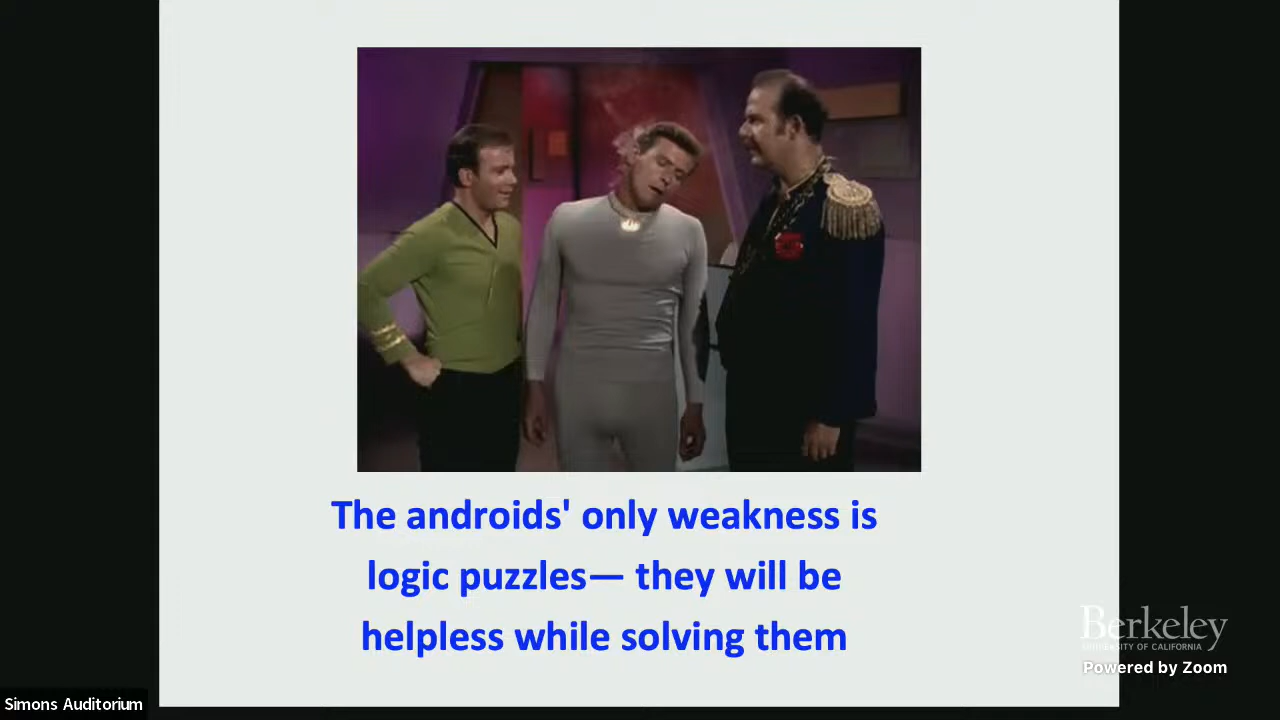 The androids' only weakness is
logic puzzles— they will be
helpless while solving them
Berkeley
UNIVERSITY OF CALIFORNIA
Powered by Zoom
Simons Auditorium